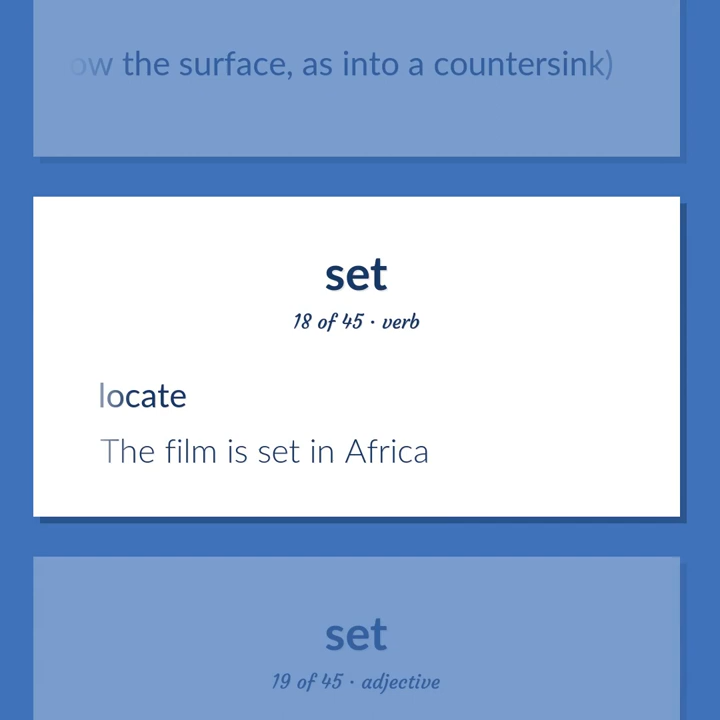 ow the surface, as into a countersink)
set
18 of 45 · verb
locate
The film is set in Africa
set
19 of 45 · adjective